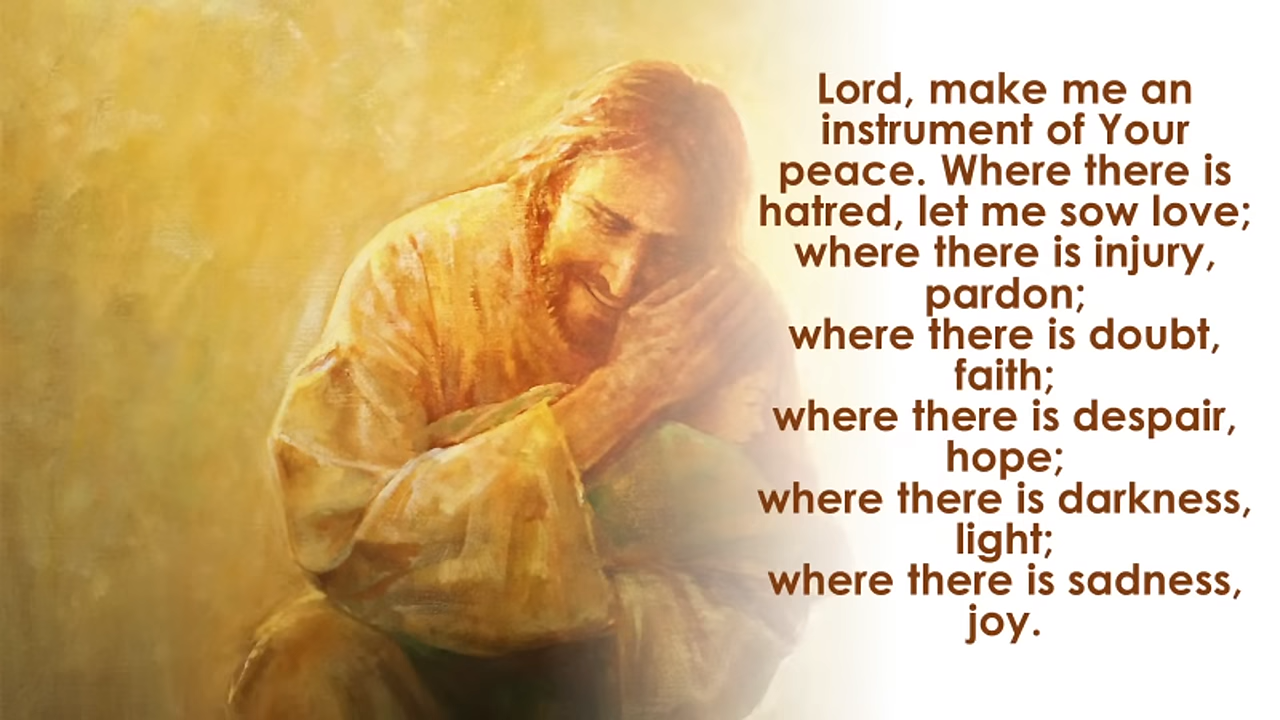 Lord, make me an
instrument of Your
peace. Where there is
hatred, let me sow love;
where there is injury,
pardon;
where there is doubt,
faith;
where there is despair,
hope;
where there is darkness,
light;
where there is sadness,
joy.